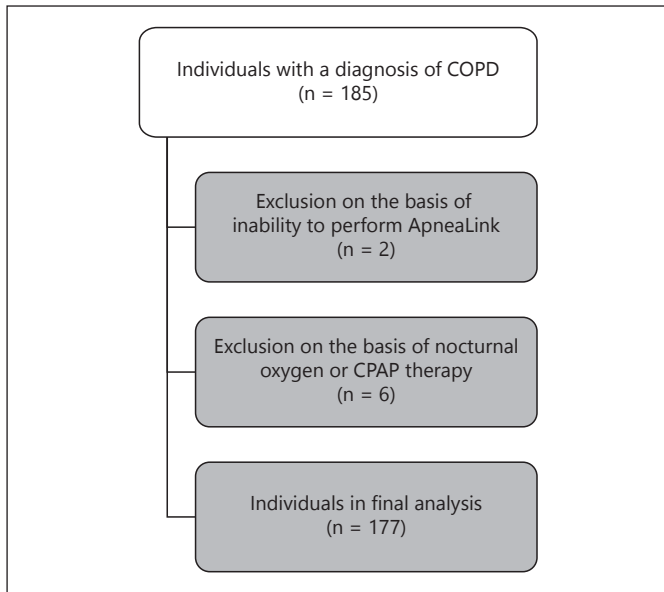 Individuals with a diagnosis of COPD
(n = 185)
Exclusion on the basis of
inability to perform ApneaLink
(n = 2)
Exclusion on the basis of nocturnal
oxygen or CPAP therapy
(n = 6)
Individuals in final analysis
(n = 177)